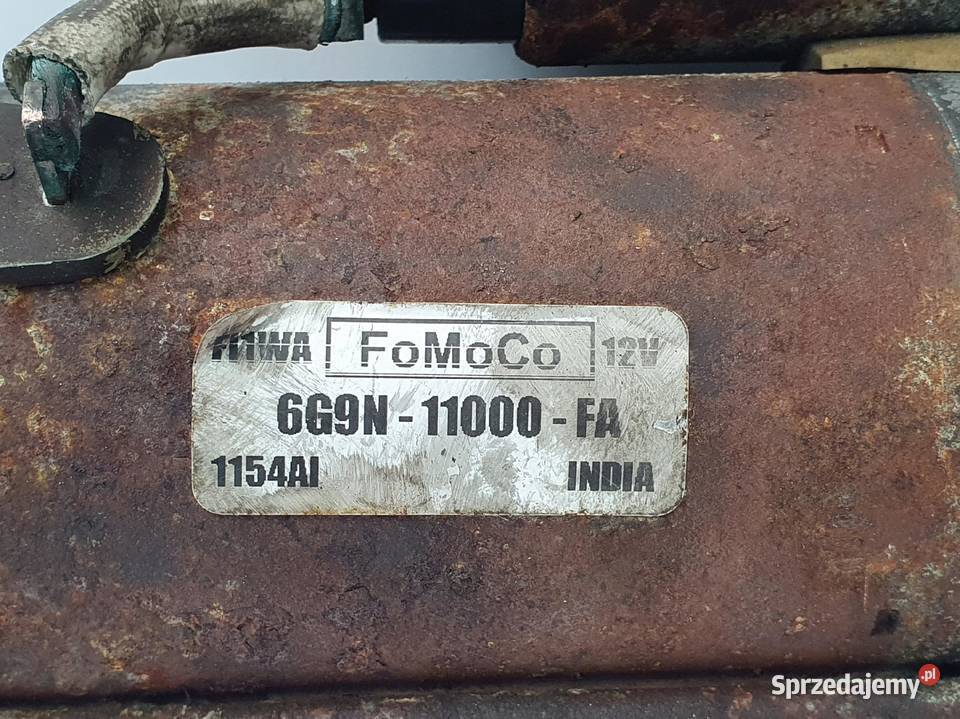 FoMoCo 12V
6G9N - 11000 - FA
1154AI INDIA
Sprzedajemy.pl